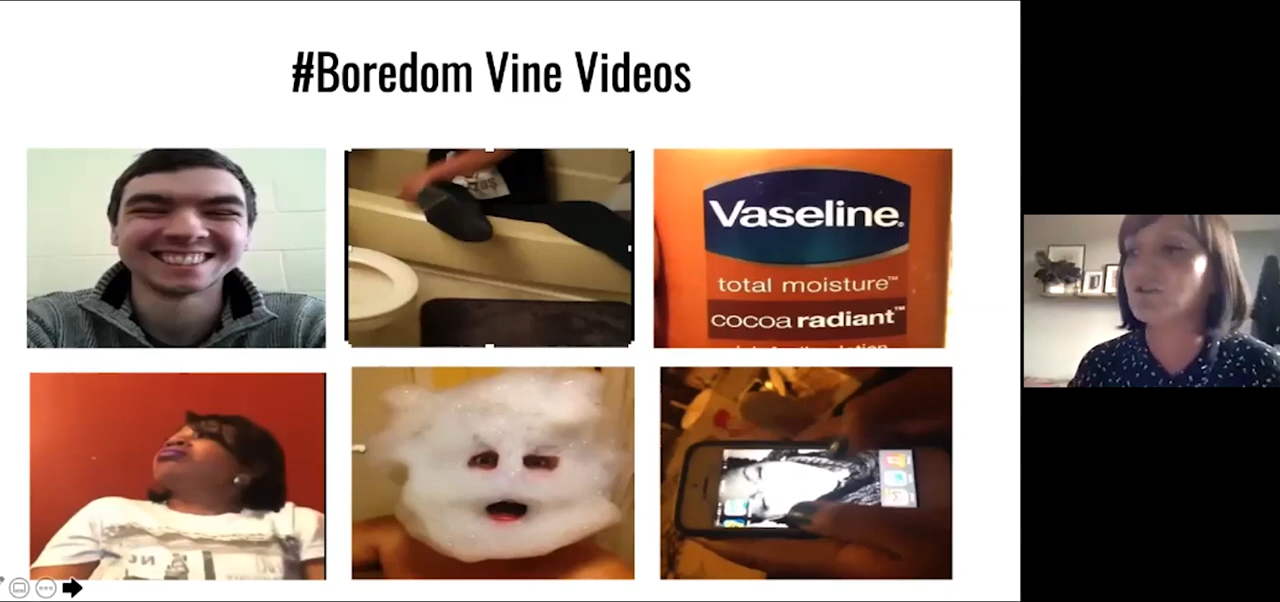 #Boredom Vine Videos
Vaseline®
total moisture™
cocoa radiant™